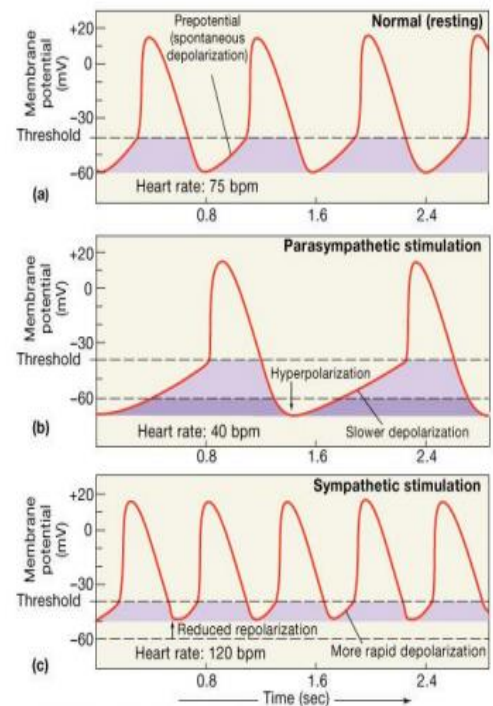 Normal (resting)
Prepotential
(spontaneous
depolarization)
Membrane
potential
(mV)
+20
0
−30
Threshold
−60
Heart rate: 75 bpm
(a)
0.8
1.6
2.4
Parasympathetic stimulation
Membrane
potential
(mV)
+20
0
−30
Threshold
Hyperpolarization
−60
Slower depolarization
Heart rate: 40 bpm
(b)
0.8
1.6
2.4
Sympathetic stimulation
Membrane
potential
(mV)
+20
0
−30
Threshold
Reduced repolarization
−60
More rapid depolarization
Heart rate: 120 bpm
(c)
0.8
1.6
2.4
Time (sec)